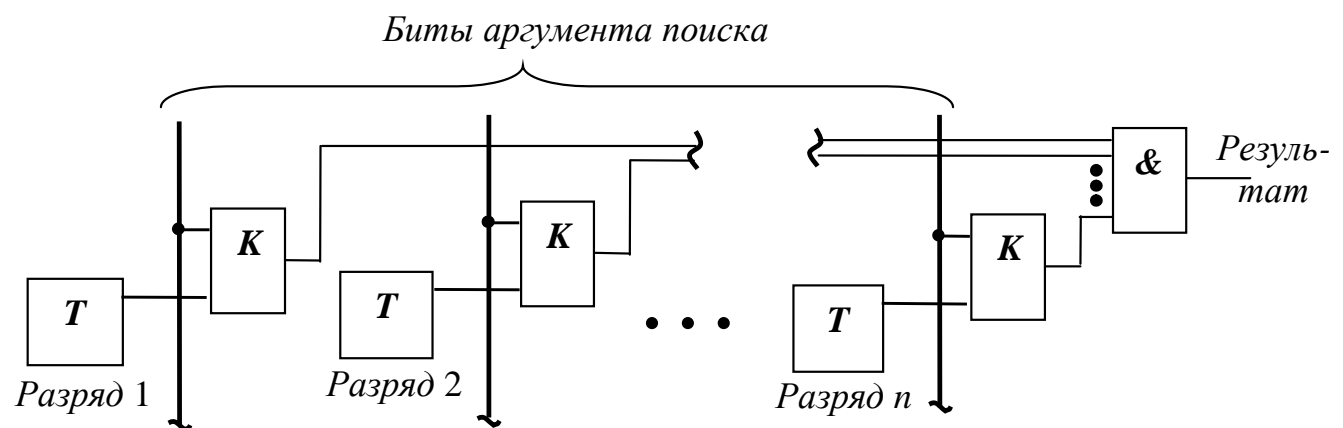 Биты аргумента поиска
&
Резуль-
тат
К
К
К
Т
Т
Т
Разряд 1
Разряд 2
Разряд n